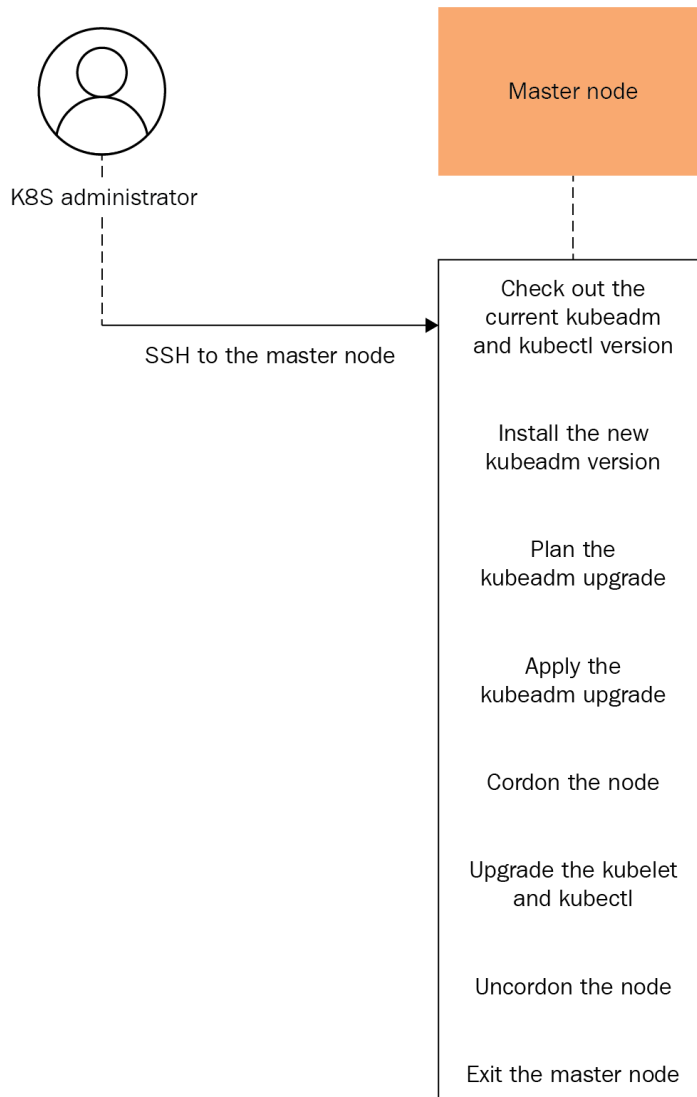 Master node
K8S administrator
SSH to the master node
Check out the
current kubeadm
and kubectl version
Install the new
kubeadm version
Plan the
kubeadm upgrade
Apply the
kubeadm upgrade
Cordon the node
Upgrade the kubelet
and kubectl
Uncordon the node
Exit the master node